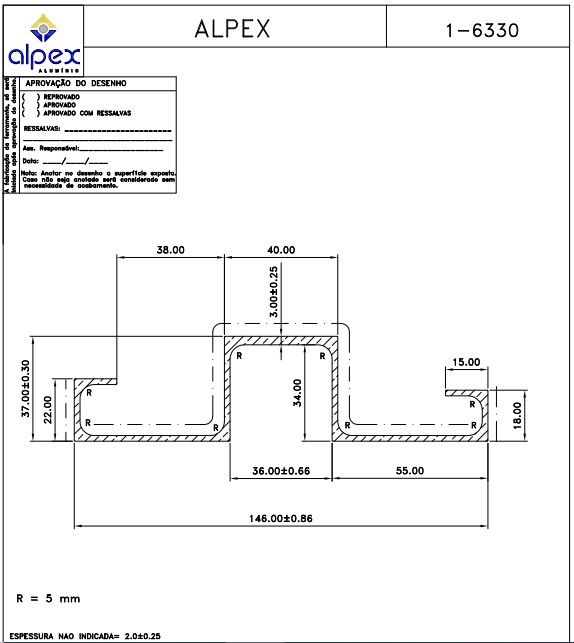 ALPEX
1-6330
alpex
ALUMÍNIO
A fabricação da ferramenta, só será
iniciada após aprovação do desenho.
APROVAÇÃO DO DESENHO
( ) REPROVADO
( ) APROVADO
( ) APROVADO COM RESSALVAS
RESSALVAS:
Ass. Responsável:
Data: ____/____/____
Nota: Anotar no desenho a superfície exposta.
Caso não seja anotado será considerado sem
necessidade de acabamento.
38.00
40.00
3.00±0.25
37.00±0.30
22.00
R
R
R
R
R
34.00
15.00
R
R
R
18.00
36.00±0.66
55.00
146.00±0.86
R = 5 mm
ESPESSURA NAO INDICADA= 2.0±0.25